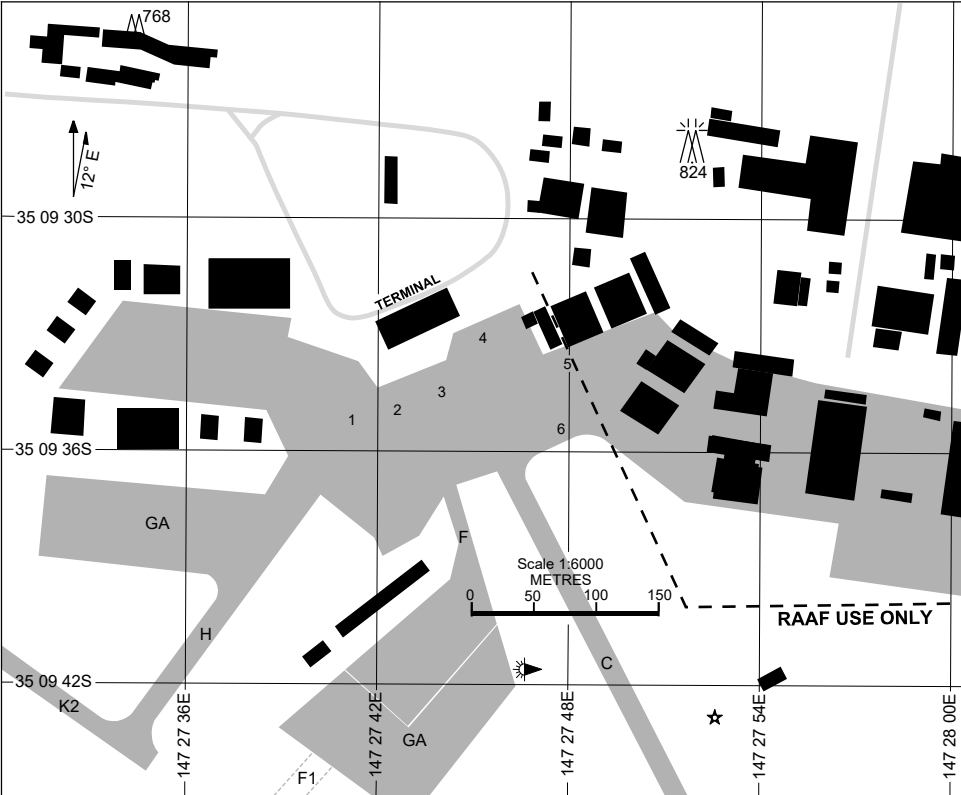 768
12° E
824
35 09 30S
TERMINAL
4
5
3
2
1
6
35 09 36S
GA
F
Scale 1:6000
METRES
0 50 100 150
RAAF USE ONLY
H
C
35 09 42S
K2
GA
F1
147 27 36E
147 27 42E
147 27 48E
147 27 54E
147 28 00E